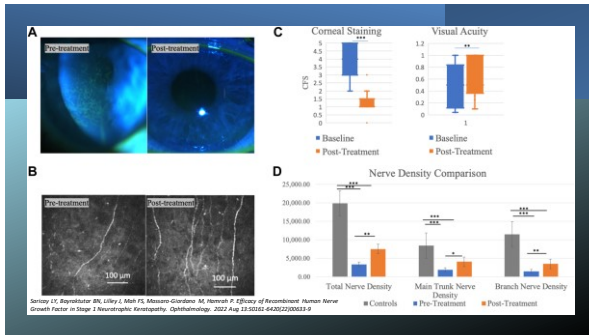 A
Pre-treatment
Post-treatment
B
Pre-treatment
Post-treatment
100 µm
100 µm
C
Corneal Staining
***
CFS
5
4.5
4
3.5
3
2.5
2
1.5
1
0.5
0
Baseline
Post-Treatment
Visual Acuity
**
1.2
1
0.8
0.6
0.4
0.2
0
1
Baseline
Post-Treatment
D
Nerve Density Comparison
25,000.00
20,000.00
15,000.00
10,000.00
5,000.00
0.00
***
***
**
***
***
*
***
***
**
Total Nerve Density
Main Trunk Nerve
Density
Branch Nerve Density
Controls
Pre-Treatment
Post-Treatment
Sarizay LY, Bayraktutar BN, Lilley J, Mah FS, Massaro-Giordano M, Hamrah P. Efficacy of Recombinant Human Nerve
Growth Factor in Stage 1 Neurotrophic Keratopathy. Ophthalmology. 2022 Aug 13:S0161-6420(22)00633-9